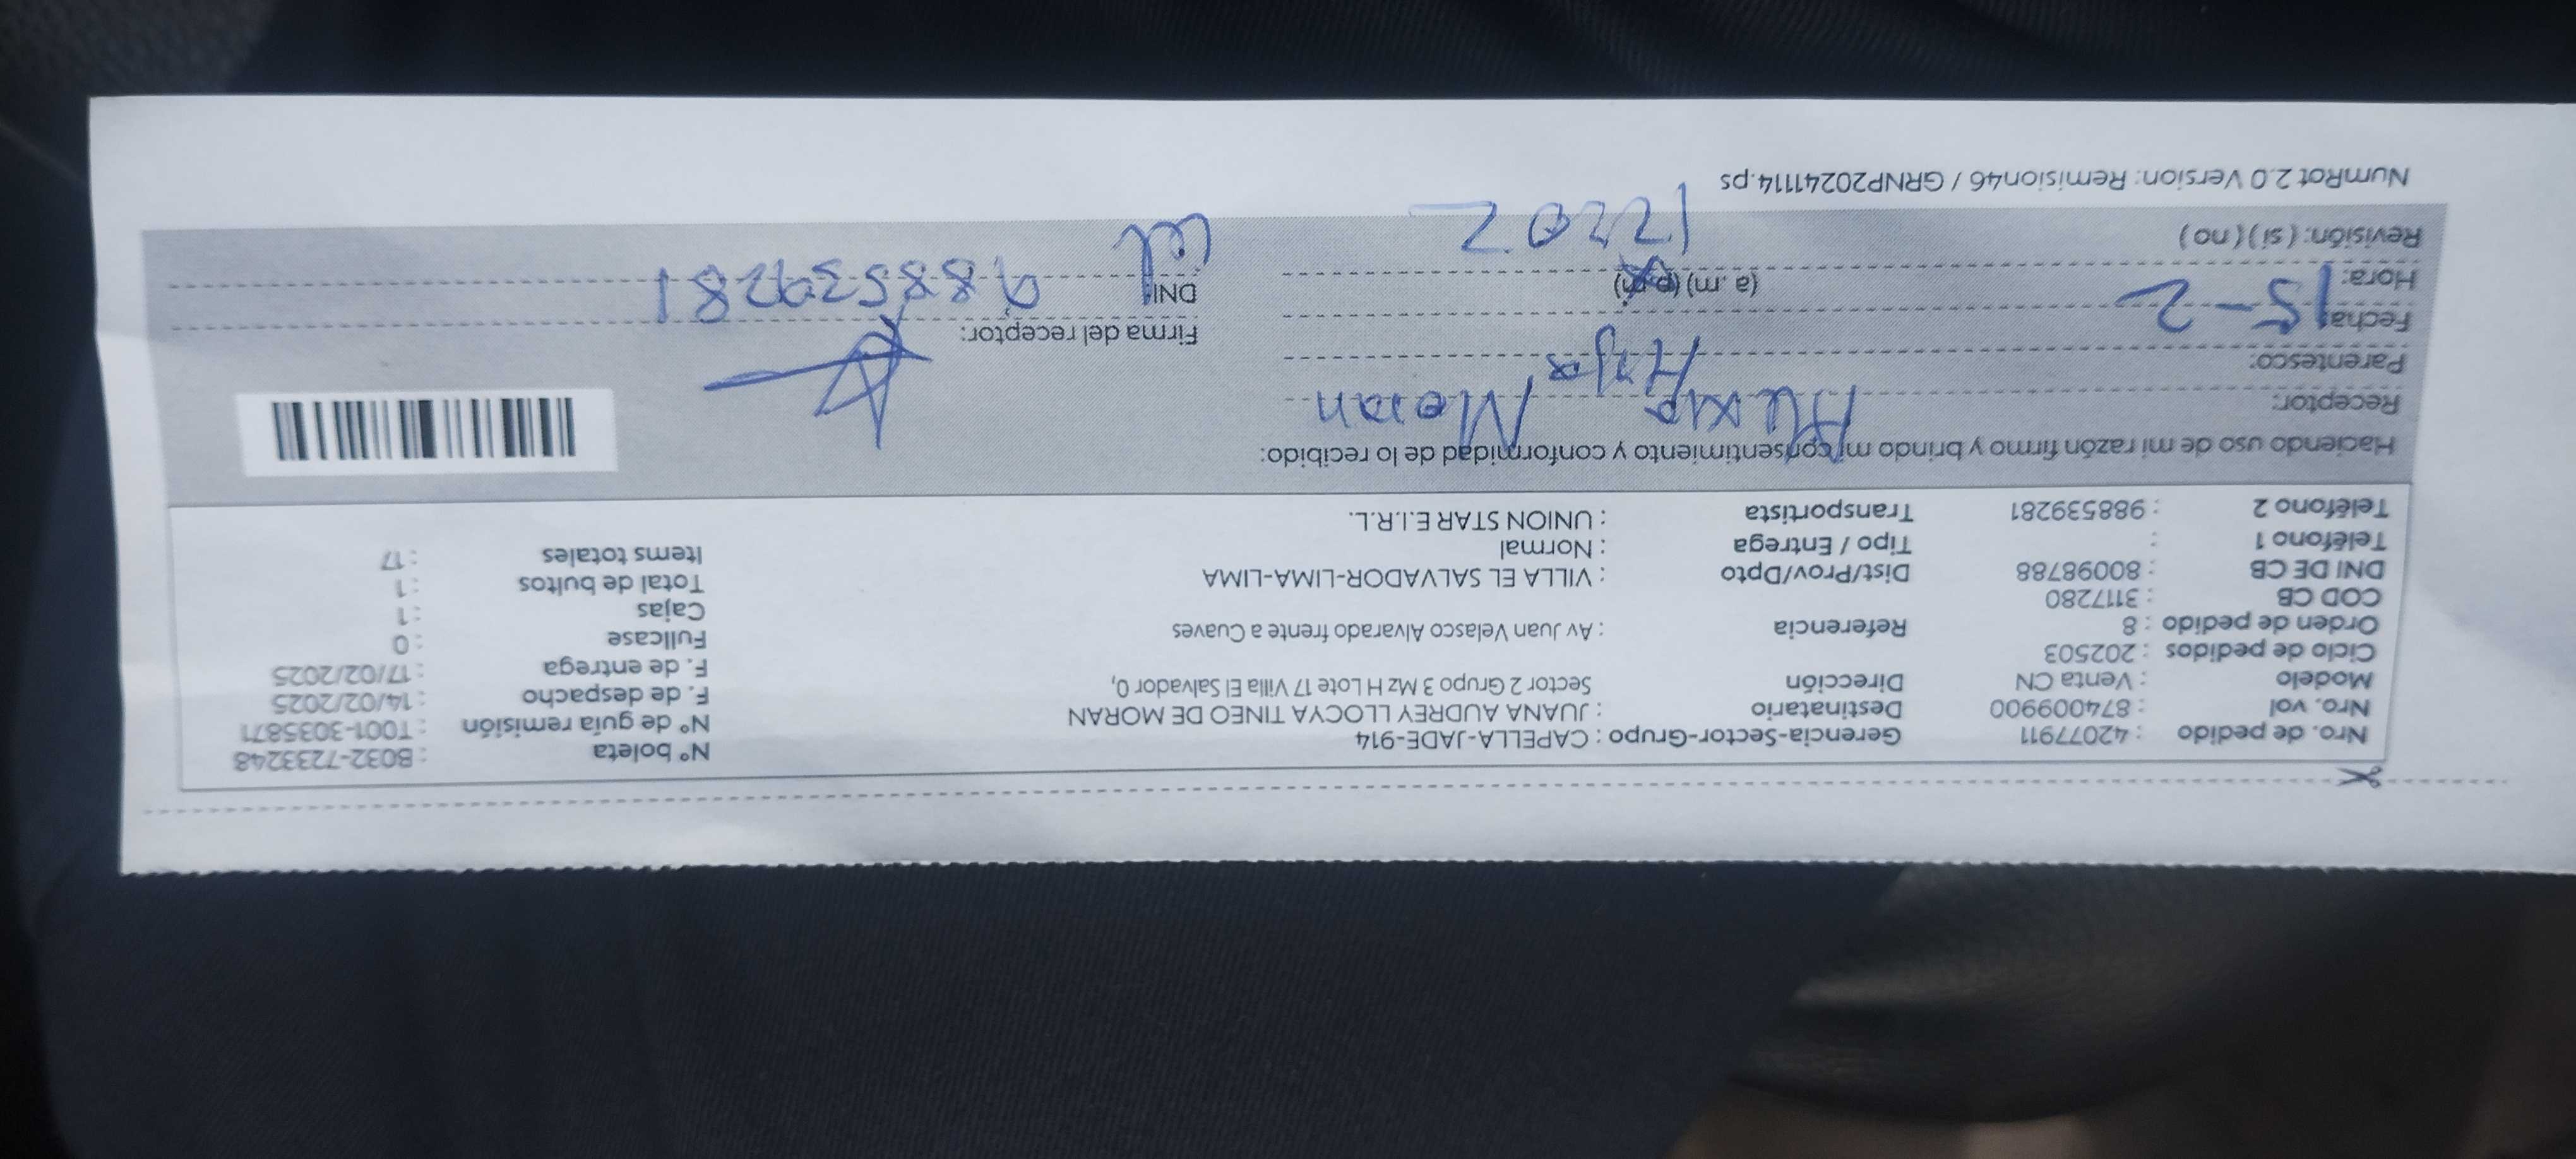 Nro. de pedido : 42077911 Gerencia-Sector-Grupo : CAPELLA-JADE-914 N° boleta : B032-7233248
Nro. vol : 874009900 Destinatario : JUANA AUDREY LLOCYA TINEO DE MORAN N° de guía remisión : T001-3035871
Modelo : Venta CN Dirección Sector 2 Grupo 3 Mz H Lote 17 Villa El Salvador 0, F. de despacho : 14/02/2025
Ciclo de pedidos : 202503 F. de entrega : 17/02/2025
Orden de pedido : 8 Referencia : Av Juan Velasco Alvarado frente a Cuaves Fullcase : 0
COD CB : 3117280 Cajas : 1
DNI DE CB : 80098788 Dist/Prov/Dpto : VILLA EL SALVADOR-LIMA-LIMA Total de bultos : 1
Teléfono 1 : Tipo / Entrega : Normal Items totales : 17
Teléfono 2 : 988539281 Transportista : UNION STAR E.I.R.L.
Haciendo uso de mi razón firmo y brindo mi consentimiento y conformidad de lo recibido:
Receptor: Moran
Parentesco: Hija
Fecha: 15-2 Firma del receptor:
Hora: (a.m) (p.m) DNI 988539281
Revisión: (si) (no) Cel
NumRot 2.0 Version: Remision46 / GRNP20241114.ps